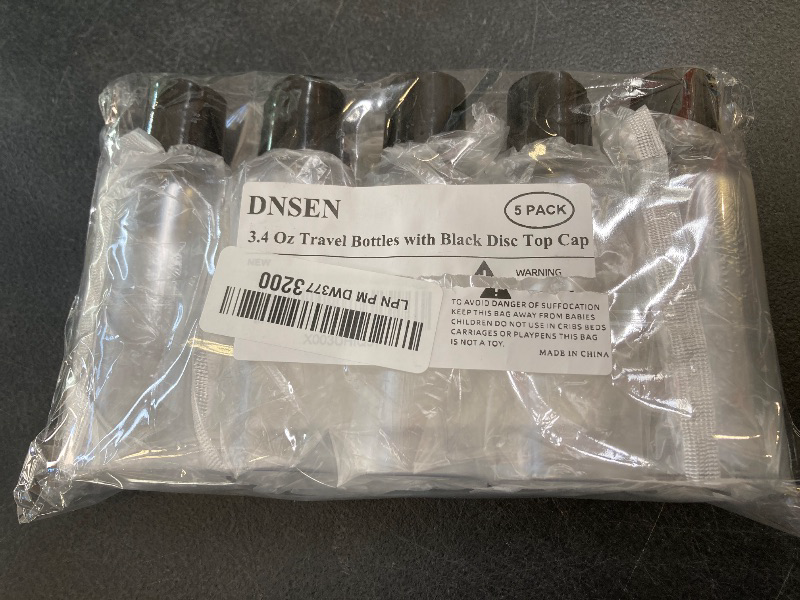 DNSEN
5 PACK
3.4 Oz Travel Bottles with Black Disc Top Cap
WARNING
TO AVOID DANGER OF SUFFOCATION
KEEP THIS BAG AWAY FROM BABIES
CHILDREN DO NOT USE IN CRIBS BEDS
CARRIAGES OR PLAYPENS THIS BAG
IS NOT A TOY.
MADE IN CHINA
LPN PM DW377 3200